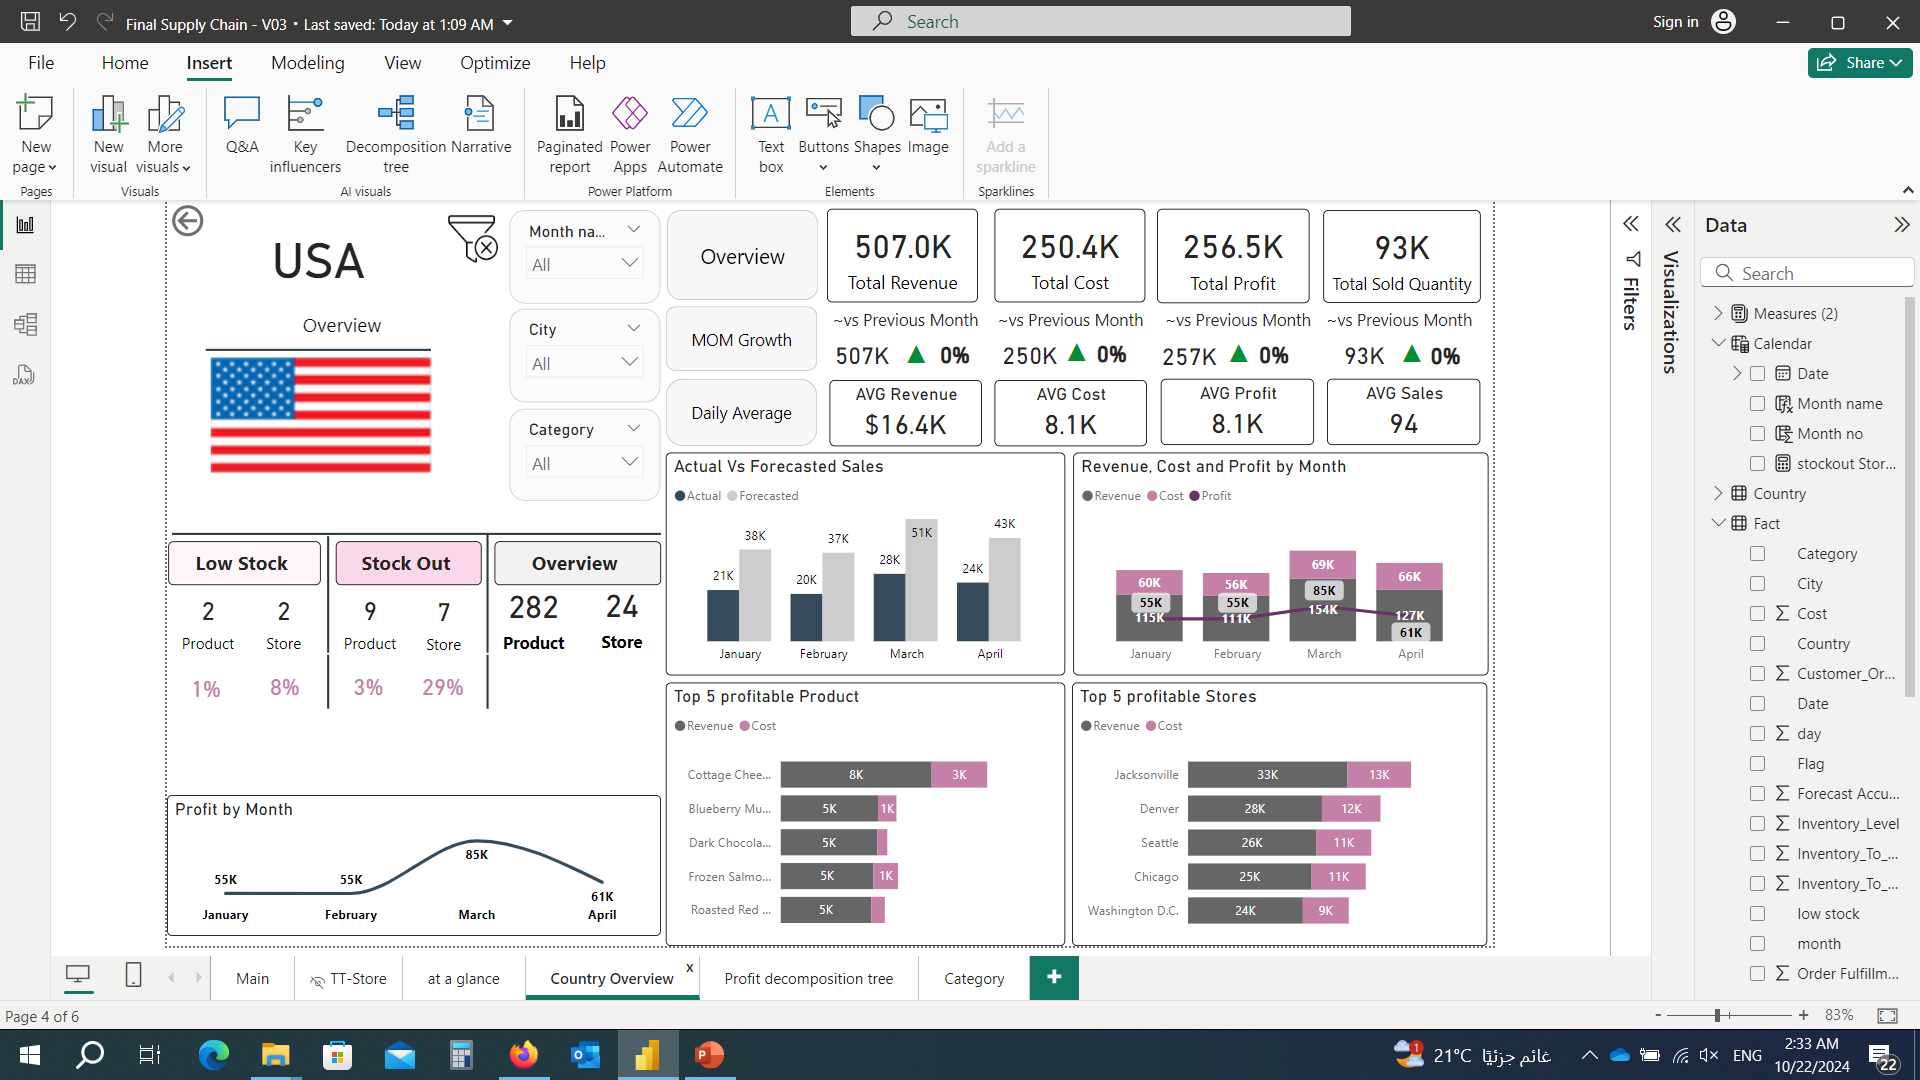 Final Supply Chain - V03 • Last saved: Today at 1:09 AM
Search
Sign in
File Home Insert Modeling View Optimize Help
Share
New page
New visual
More visuals
Q&A
Key influencers
Decomposition tree
Narrative
Paginated report
Power Apps
Power Automate
Text box
Buttons
Shapes
Image
Add a sparkline
Pages
Visuals
AI visuals
Power Platform
Elements
Sparklines
USA
Overview
Month na...
All
City
All
Category
All
Overview
MOM Growth
Daily Average
507.0K
Total Revenue
250.4K
Total Cost
256.5K
Total Profit
93K
Total Sold Quantity
~vs Previous Month
507K ▲ 0%
~vs Previous Month
250K ▲ 0%
~vs Previous Month
257K ▲ 0%
~vs Previous Month
93K ▲ 0%
AVG Revenue
$16.4K
AVG Cost
8.1K
AVG Profit
8.1K
AVG Sales
94
Low Stock
2 2
Product Store
1% 8%
Stock Out
9 7
Product Store
3% 29%
Overview
282 24
Product Store
Profit by Month
55K 55K 85K 61K
January February March April
Actual Vs Forecasted Sales
Actual Forecasted
21K 38K 20K 37K 28K 51K 24K 43K
January February March April
Revenue, Cost and Profit by Month
Revenue Cost Profit
60K 56K 69K 66K
55K 55K 85K 61K
115K 111K 154K 127K
January February March April
Top 5 profitable Product
Revenue Cost
Cottage Chee... 8K 3K
Blueberry Mu... 5K 1K
Dark Chocola... 5K
Frozen Salmo... 5K 1K
Roasted Red ... 5K
Top 5 profitable Stores
Revenue Cost
Jacksonville 33K 13K
Denver 28K 12K
Seattle 26K 11K
Chicago 25K 11K
Washington D.C. 24K 9K
Filters
Visualizations
Data
Search
Measures (2)
Calendar
Date
Month name
Month no
stockout Stor...
Country
Fact
Category
City
Cost
Country
Customer_Or...
Date
day
Flag
Forecast Accu...
Inventory_Level
Inventory_To_...
Inventory_To_...
low stock
month
Order Fulfillm...
Main
TT-Store
at a glance
Country Overview
x
Profit decomposition tree
Category
+
Page 4 of 6
- + 83%
DAX
1
21°C غائم جزئيًا
ENG
2:33 AM
10/22/2024
22